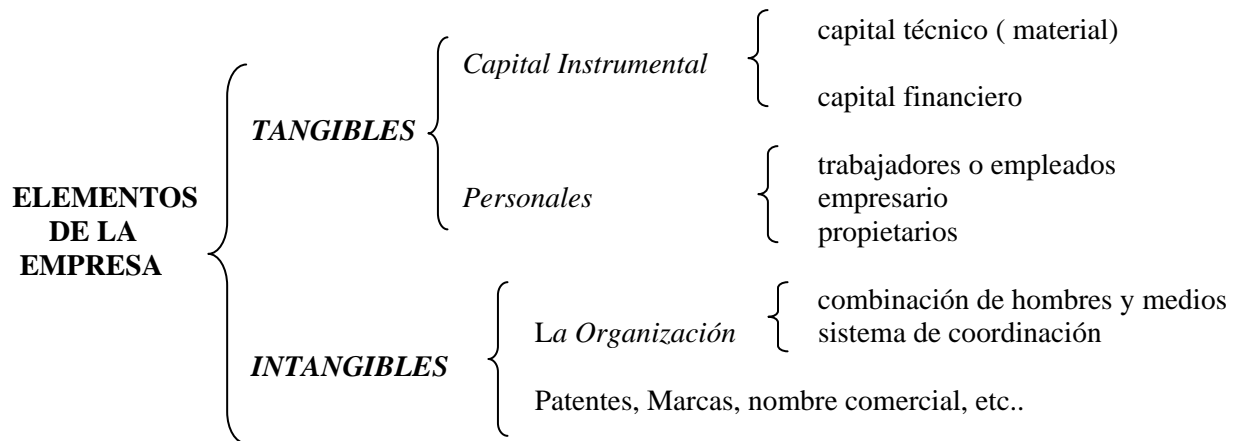 capital técnico ( material)
Capital Instrumental
capital financiero
TANGIBLES
trabajadores o empleados
ELEMENTOS
Personales
empresario
DE LA
propietarios
EMPRESA
combinación de hombres y medios
La Organización
sistema de coordinación
INTANGIBLES
Patentes, Marcas, nombre comercial, etc..